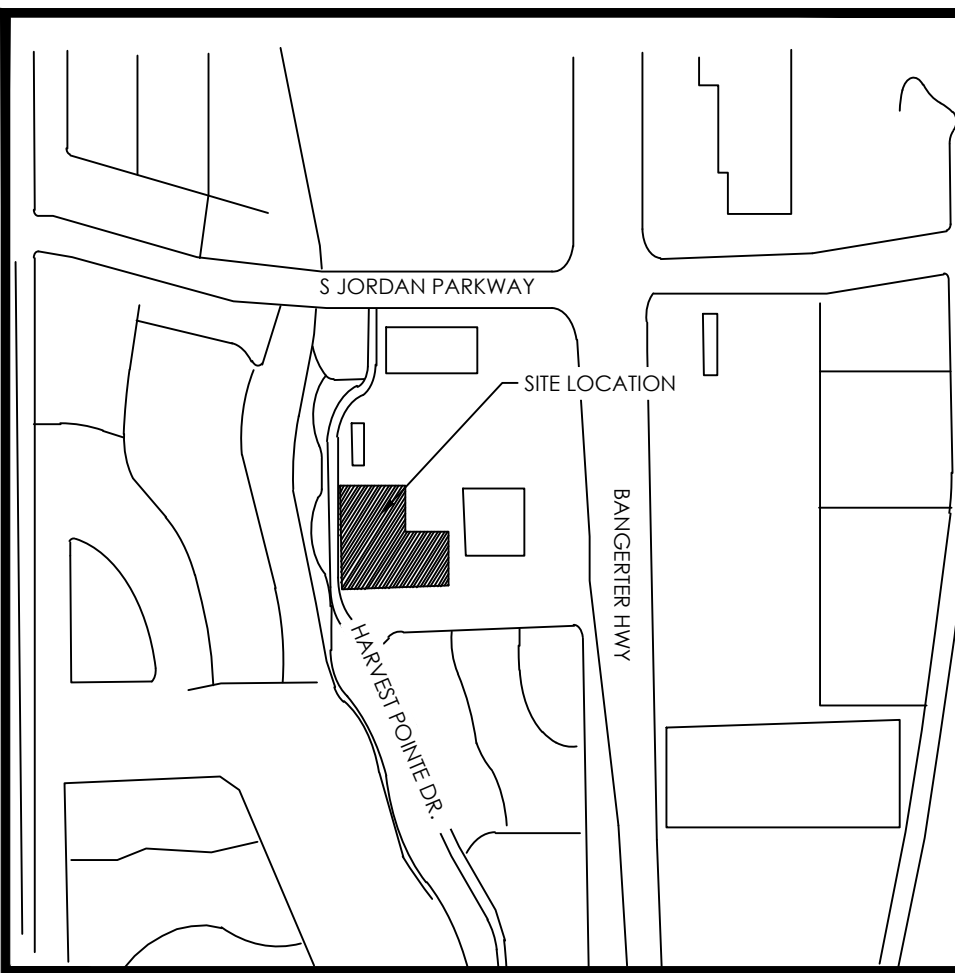 S JORDAN PARKWAY
SITE LOCATION
BANGERTER HWY
HARVEST POINTE DR.